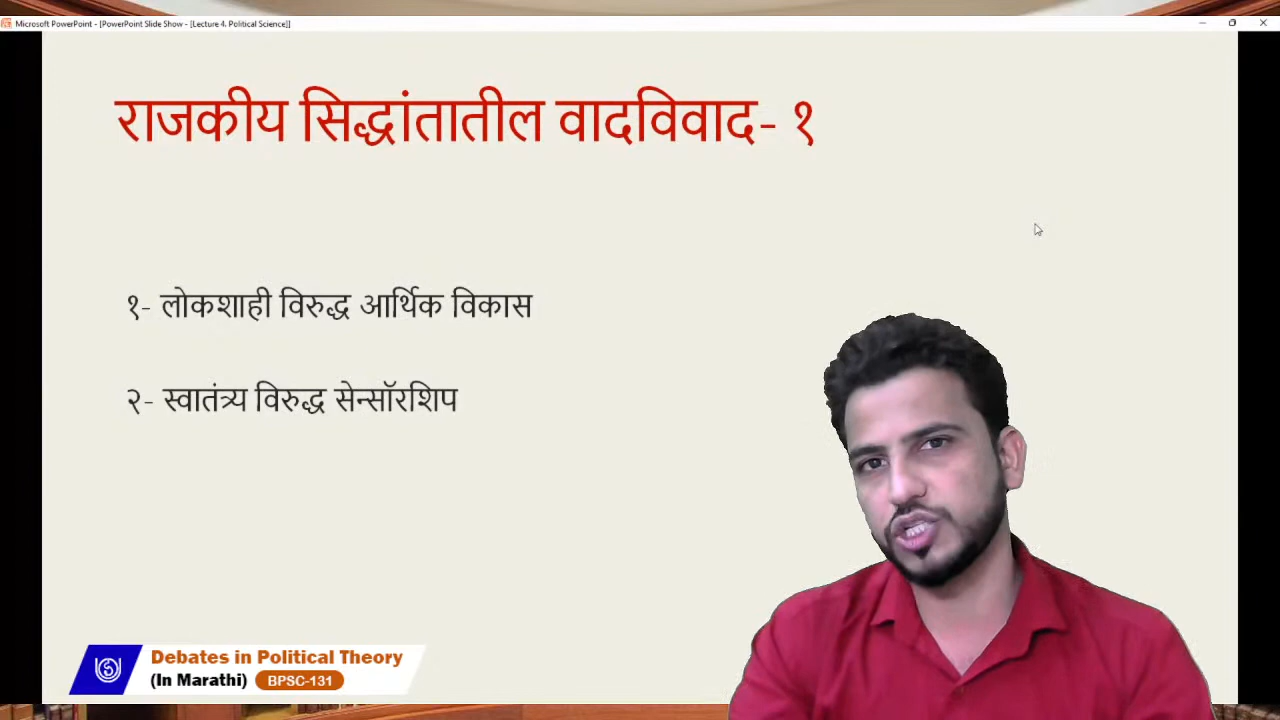 Microsoft PowerPoint - [PowerPoint Slide Show - [Lecture 4, Political Science]]
राजकीय सिद्धांतातील वादविवाद- १
१- लोकशाही विरुद्ध आर्थिक विकास
२- स्वातंत्र्य विरुद्ध सेन्सॉरशिप
Debates in Political Theory
(In Marathi) BPSC-131